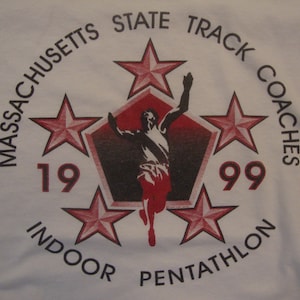 MASSACHUSETTS STATE TRACK COACHES
19 99
INDOOR PENTATHLON